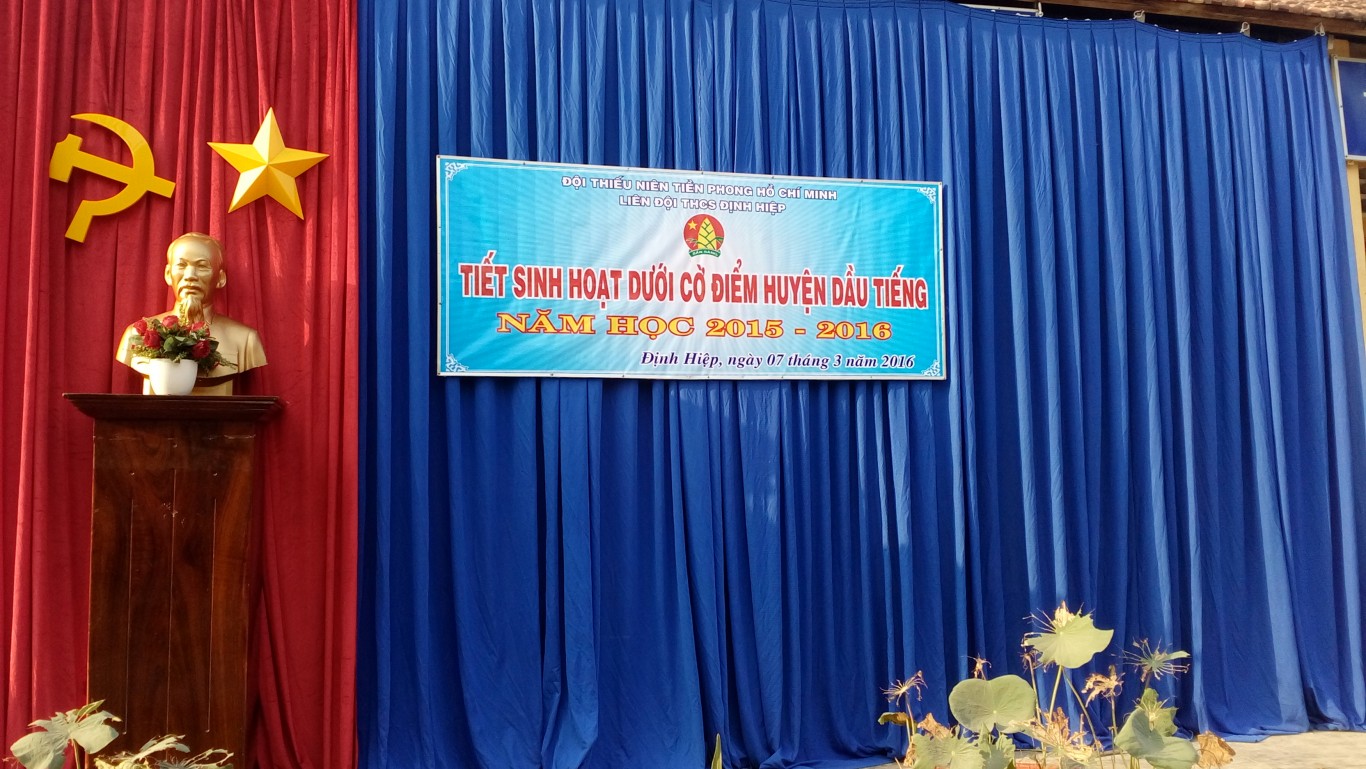 ĐỘI THIẾU NIÊN TIỀN PHONG HỒ CHÍ MINH
LIÊN ĐỘI THCS ĐỊNH HIỆP
TIẾT SINH HOẠT DƯỚI CỜ ĐIỂM HUYỆN DẦU TIẾNG
NĂM HỌC 2015 - 2016
Định Hiệp, ngày 07 tháng 3 năm 2016